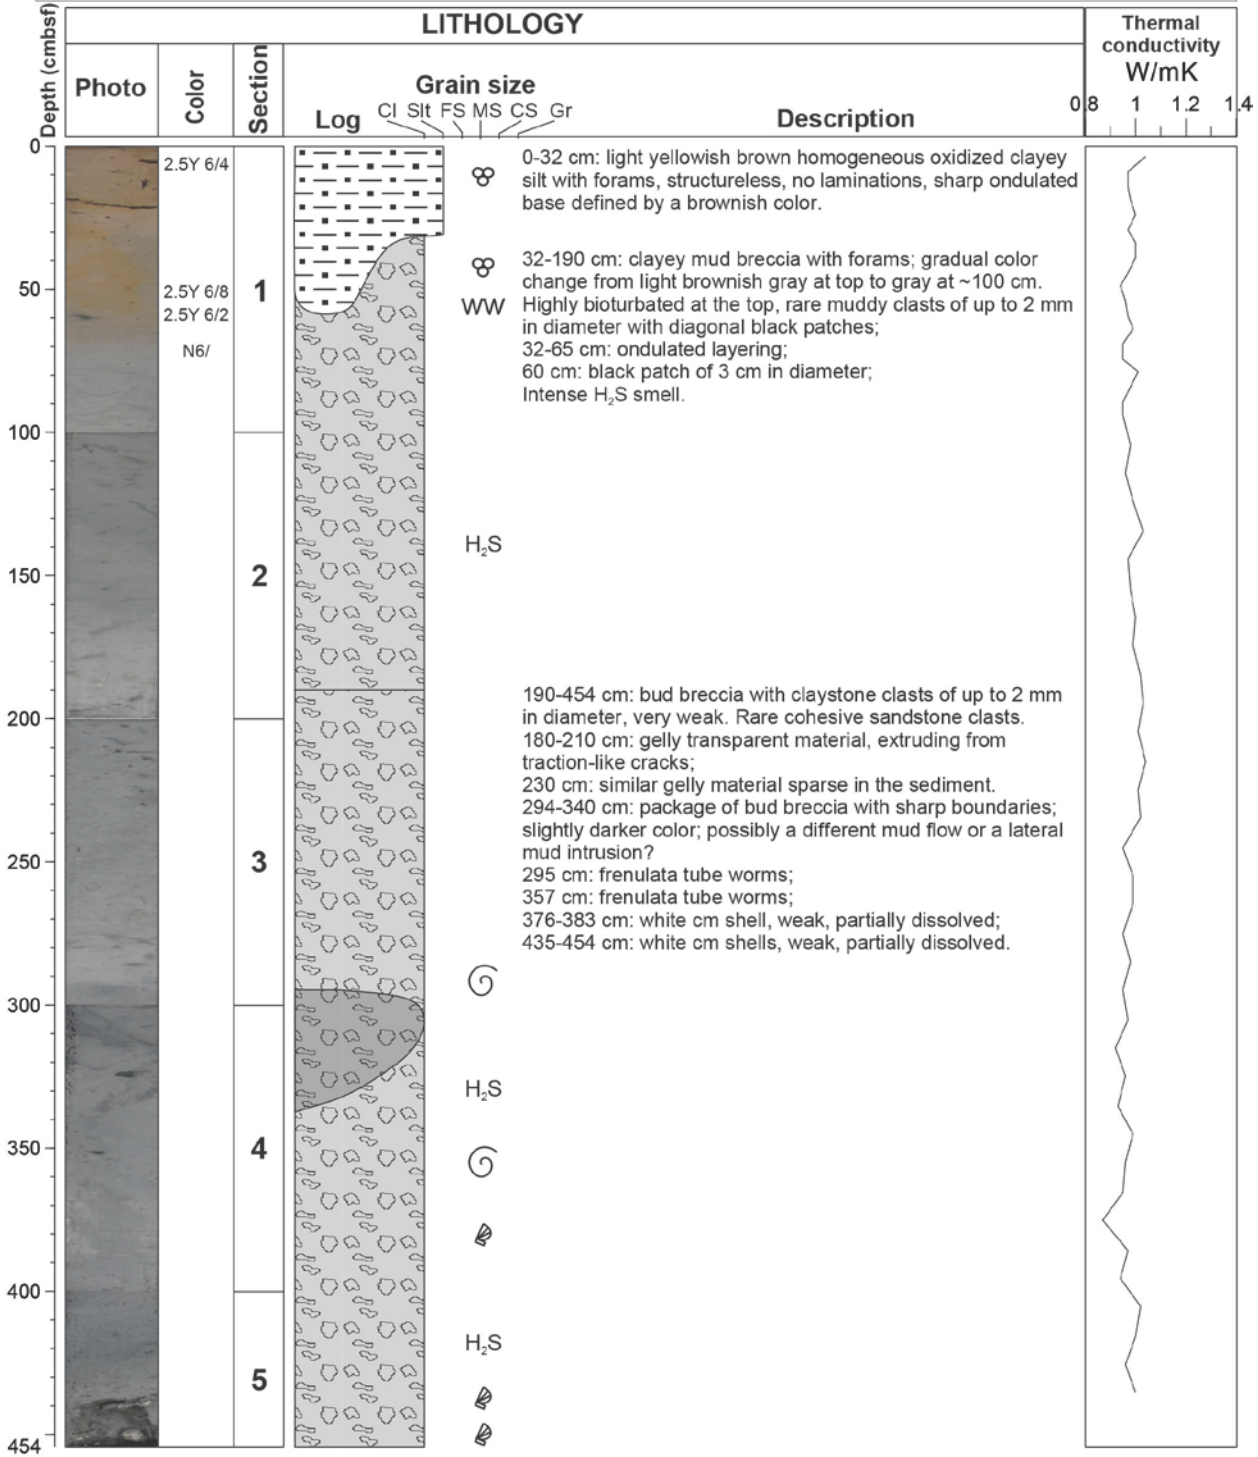 LITHOLOGY
Thermal
conductivity
W/mK
0.8 1 1.2 1.4
Depth (cmbsf)
Photo
Color
Section
Log
Grain size
Cl Slt FS MS CS Gr
Description
0
50
100
150
200
250
300
350
400
454
2.5Y 6/4
2.5Y 6/8
2.5Y 6/2
N6/
1
2
3
4
5
WW
H₂S
H₂S
H₂S
0-32 cm: light yellowish brown homogeneous oxidized clayey
silt with forams, structureless, no laminations, sharp ondulated
base defined by a brownish color.
32-190 cm: clayey mud breccia with forams; gradual color
change from light brownish gray at top to gray at ~100 cm.
Highly bioturbated at the top, rare muddy clasts of up to 2 mm
in diameter with diagonal black patches;
32-65 cm: ondulated layering;
60 cm: black patch of 3 cm in diameter;
Intense H₂S smell.
190-454 cm: bud breccia with claystone clasts of up to 2 mm
in diameter, very weak. Rare cohesive sandstone clasts.
180-210 cm: gelly transparent material, extruding from
traction-like cracks;
230 cm: similar gelly material sparse in the sediment.
294-340 cm: package of bud breccia with sharp boundaries;
slightly darker color; possibly a different mud flow or a lateral
mud intrusion?
295 cm: frenulata tube worms;
357 cm: frenulata tube worms;
376-383 cm: white cm shell, weak, partially dissolved;
435-454 cm: white cm shells, weak, partially dissolved.